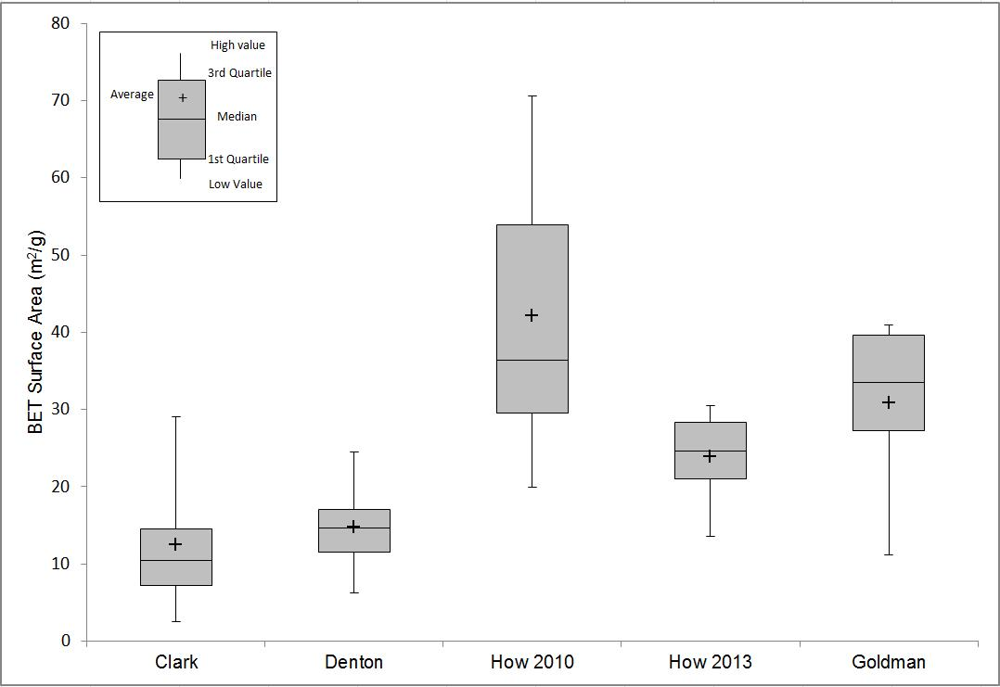 80
70
60
50
40
30
20
10
0
BET Surface Area (m²/g)
High value
3rd Quartile
Average
Median
1st Quartile
Low Value
Clark Denton How 2010 How 2013 Goldman